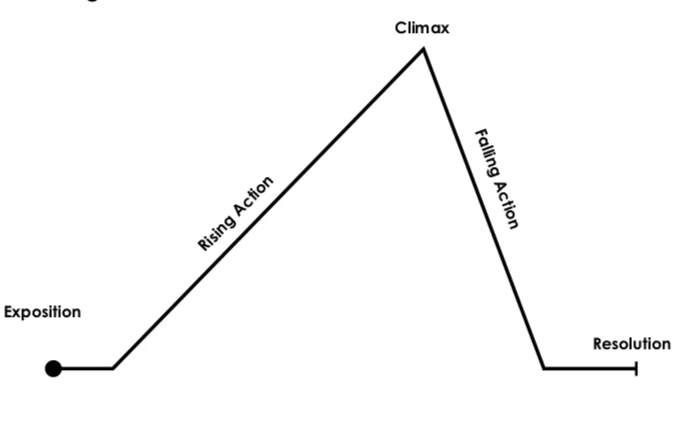 Climax
Falling Action
Rising Action
Exposition
Resolution